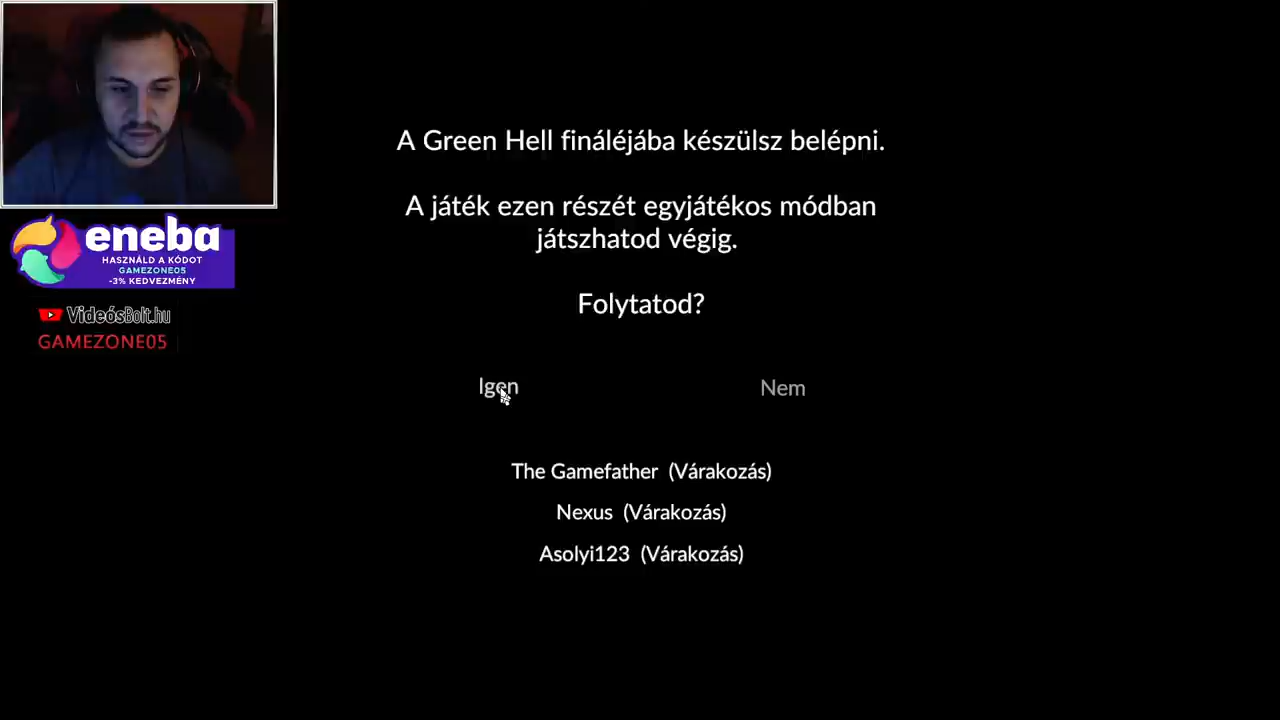 A Green Hell fináléjába készülsz belépni.
A játék ezen részét egyjátékos módban
játszhatod végig.
Folytatod?
Igen
Nem
The Gamefather (Várakozás)
Nexus (Várakozás)
Asolyi123 (Várakozás)
eneba
HASZNÁLD A KÓDOT
GAMEZONE05
-3% KEDVEZMÉNY
VideósBolt.hu
GAMEZONE05